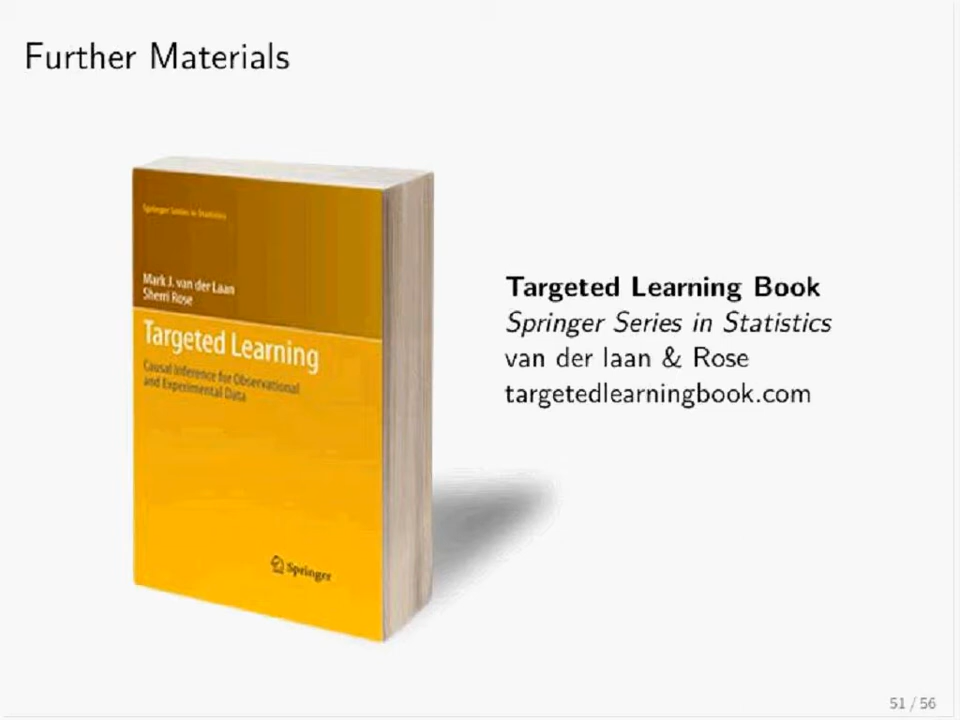 Further Materials
Springer Series in Statistics
Mark J. van der Laan
Sherri Rose
Targeted Learning
Causal Inference for Observational
and Experimental Data
Springer
Targeted Learning Book
Springer Series in Statistics
van der laan & Rose
targetedlearningbook.com
51 / 56